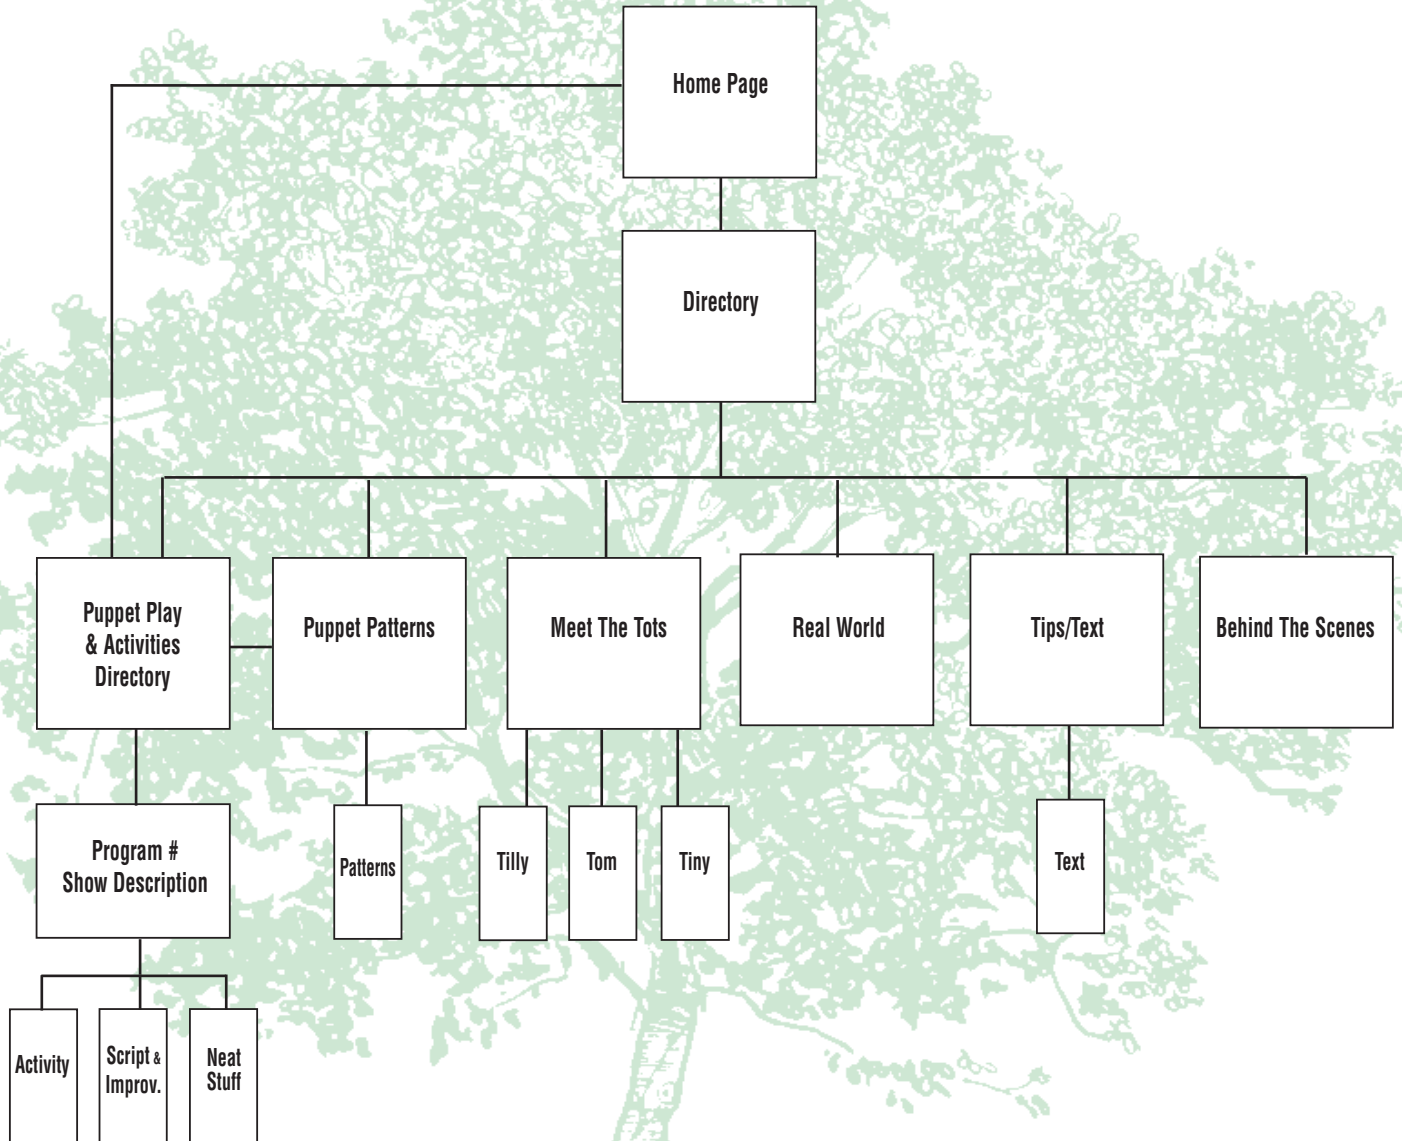 Home Page
Directory
Puppet Play
& Activities
Directory
Puppet Patterns
Meet The Tots
Real World
Tips/Text
Behind The Scenes
Program #
Show Description
Patterns
Tilly
Tom
Tiny
Text
Activity
Script &
Improv.
Neat
Stuff